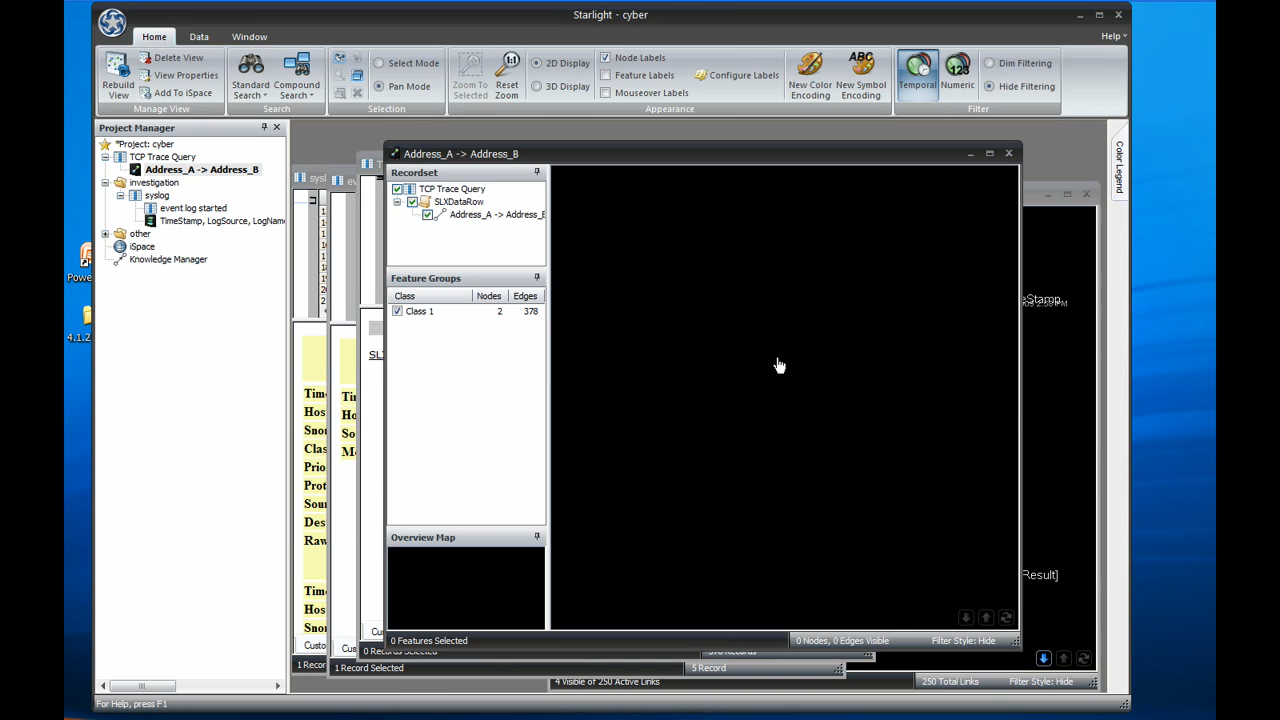 Starlight - cyber
Home Data Window Help
Rebuild View
Delete View
View Properties
Add To iSpace
Manage View
Standard Search
Compound Search
Search
Select Mode
Pan Mode
Selection
Zoom To Selected
Reset Zoom
2D Display
3D Display
Node Labels
Feature Labels
Mouseover Labels
Configure Labels
Appearance
New Color Encoding
New Symbol Encoding
Temporal
Numeric
Dim Filtering
Hide Filtering
Filter
Project Manager
*Project: cyber
TCP Trace Query
Address_A -> Address_B
investigation
syslog
event log started
TimeStamp, LogSource, LogName
other
iSpace
Knowledge Manager
Address_A -> Address_B
Recordset
TCP Trace Query
SLXDataRow
Address_A -> Address_B
Feature Groups
Class Nodes Edges
Class 1 2 378
Overview Map
0 Features Selected
0 Nodes, 0 Edges Visible
Filter Style: Hide
Color Legend
Result]
1 Record Selected
5 Record
4 Visible of 250 Active Links
250 Total Links
Filter Style: Hide
For Help, press F1